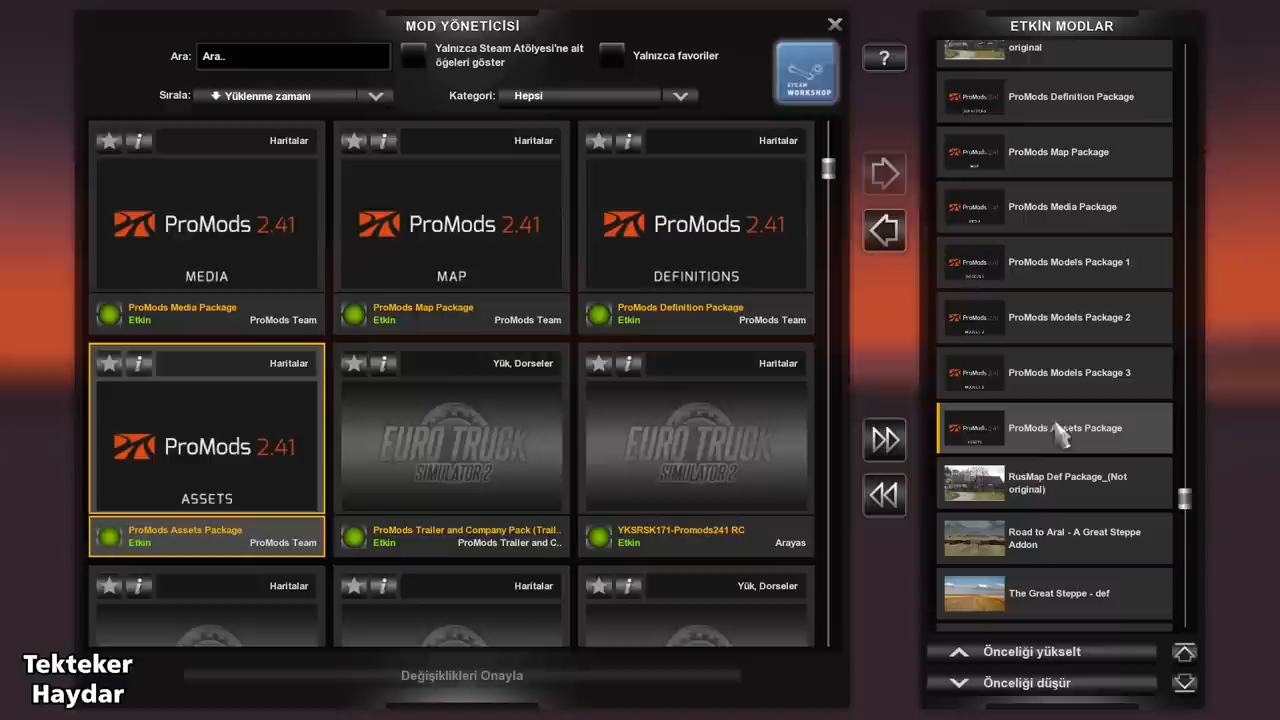 MOD YÖNETİCİSİ
Ara:
Ara..
Yalnızca Steam Atölyesi'ne ait
öğeleri göster
Yalnızca favoriler
STEAM
WORKSHOP
Sırala:
Yüklenme zamanı
Kategori:
Hepsi
Haritalar
Haritalar
Haritalar
ProMods 2.41
MEDIA
ProMods 2.41
MAP
ProMods 2.41
DEFINITIONS
ProMods Media Package
Etkin
ProMods Team
ProMods Map Package
Etkin
ProMods Team
ProMods Definition Package
Etkin
ProMods Team
Haritalar
Yük, Dorseler
Haritalar
ProMods 2.41
ASSETS
EURO TRUCK
SIMULATOR 2
EURO TRUCK
SIMULATOR 2
ProMods Assets Package
Etkin
ProMods Team
ProMods Trailer and Company Pack (Trail..
Etkin
ProMods Trailer and C..
YKSRSK171-Promods241 RC
Etkin
Arayas
Haritalar
Haritalar
Yük, Dorseler
Değişiklikleri Onayla
?
ETKİN MODLAR
original
ProMods Definition Package
ProMods Map Package
ProMods Media Package
ProMods Models Package 1
ProMods Models Package 2
ProMods Models Package 3
ProMods Assets Package
RusMap Def Package_(Not
original)
Road to Aral - A Great Steppe
Addon
The Great Steppe - def
Önceliği yükselt
Önceliği düşür
Tekteker
Haydar